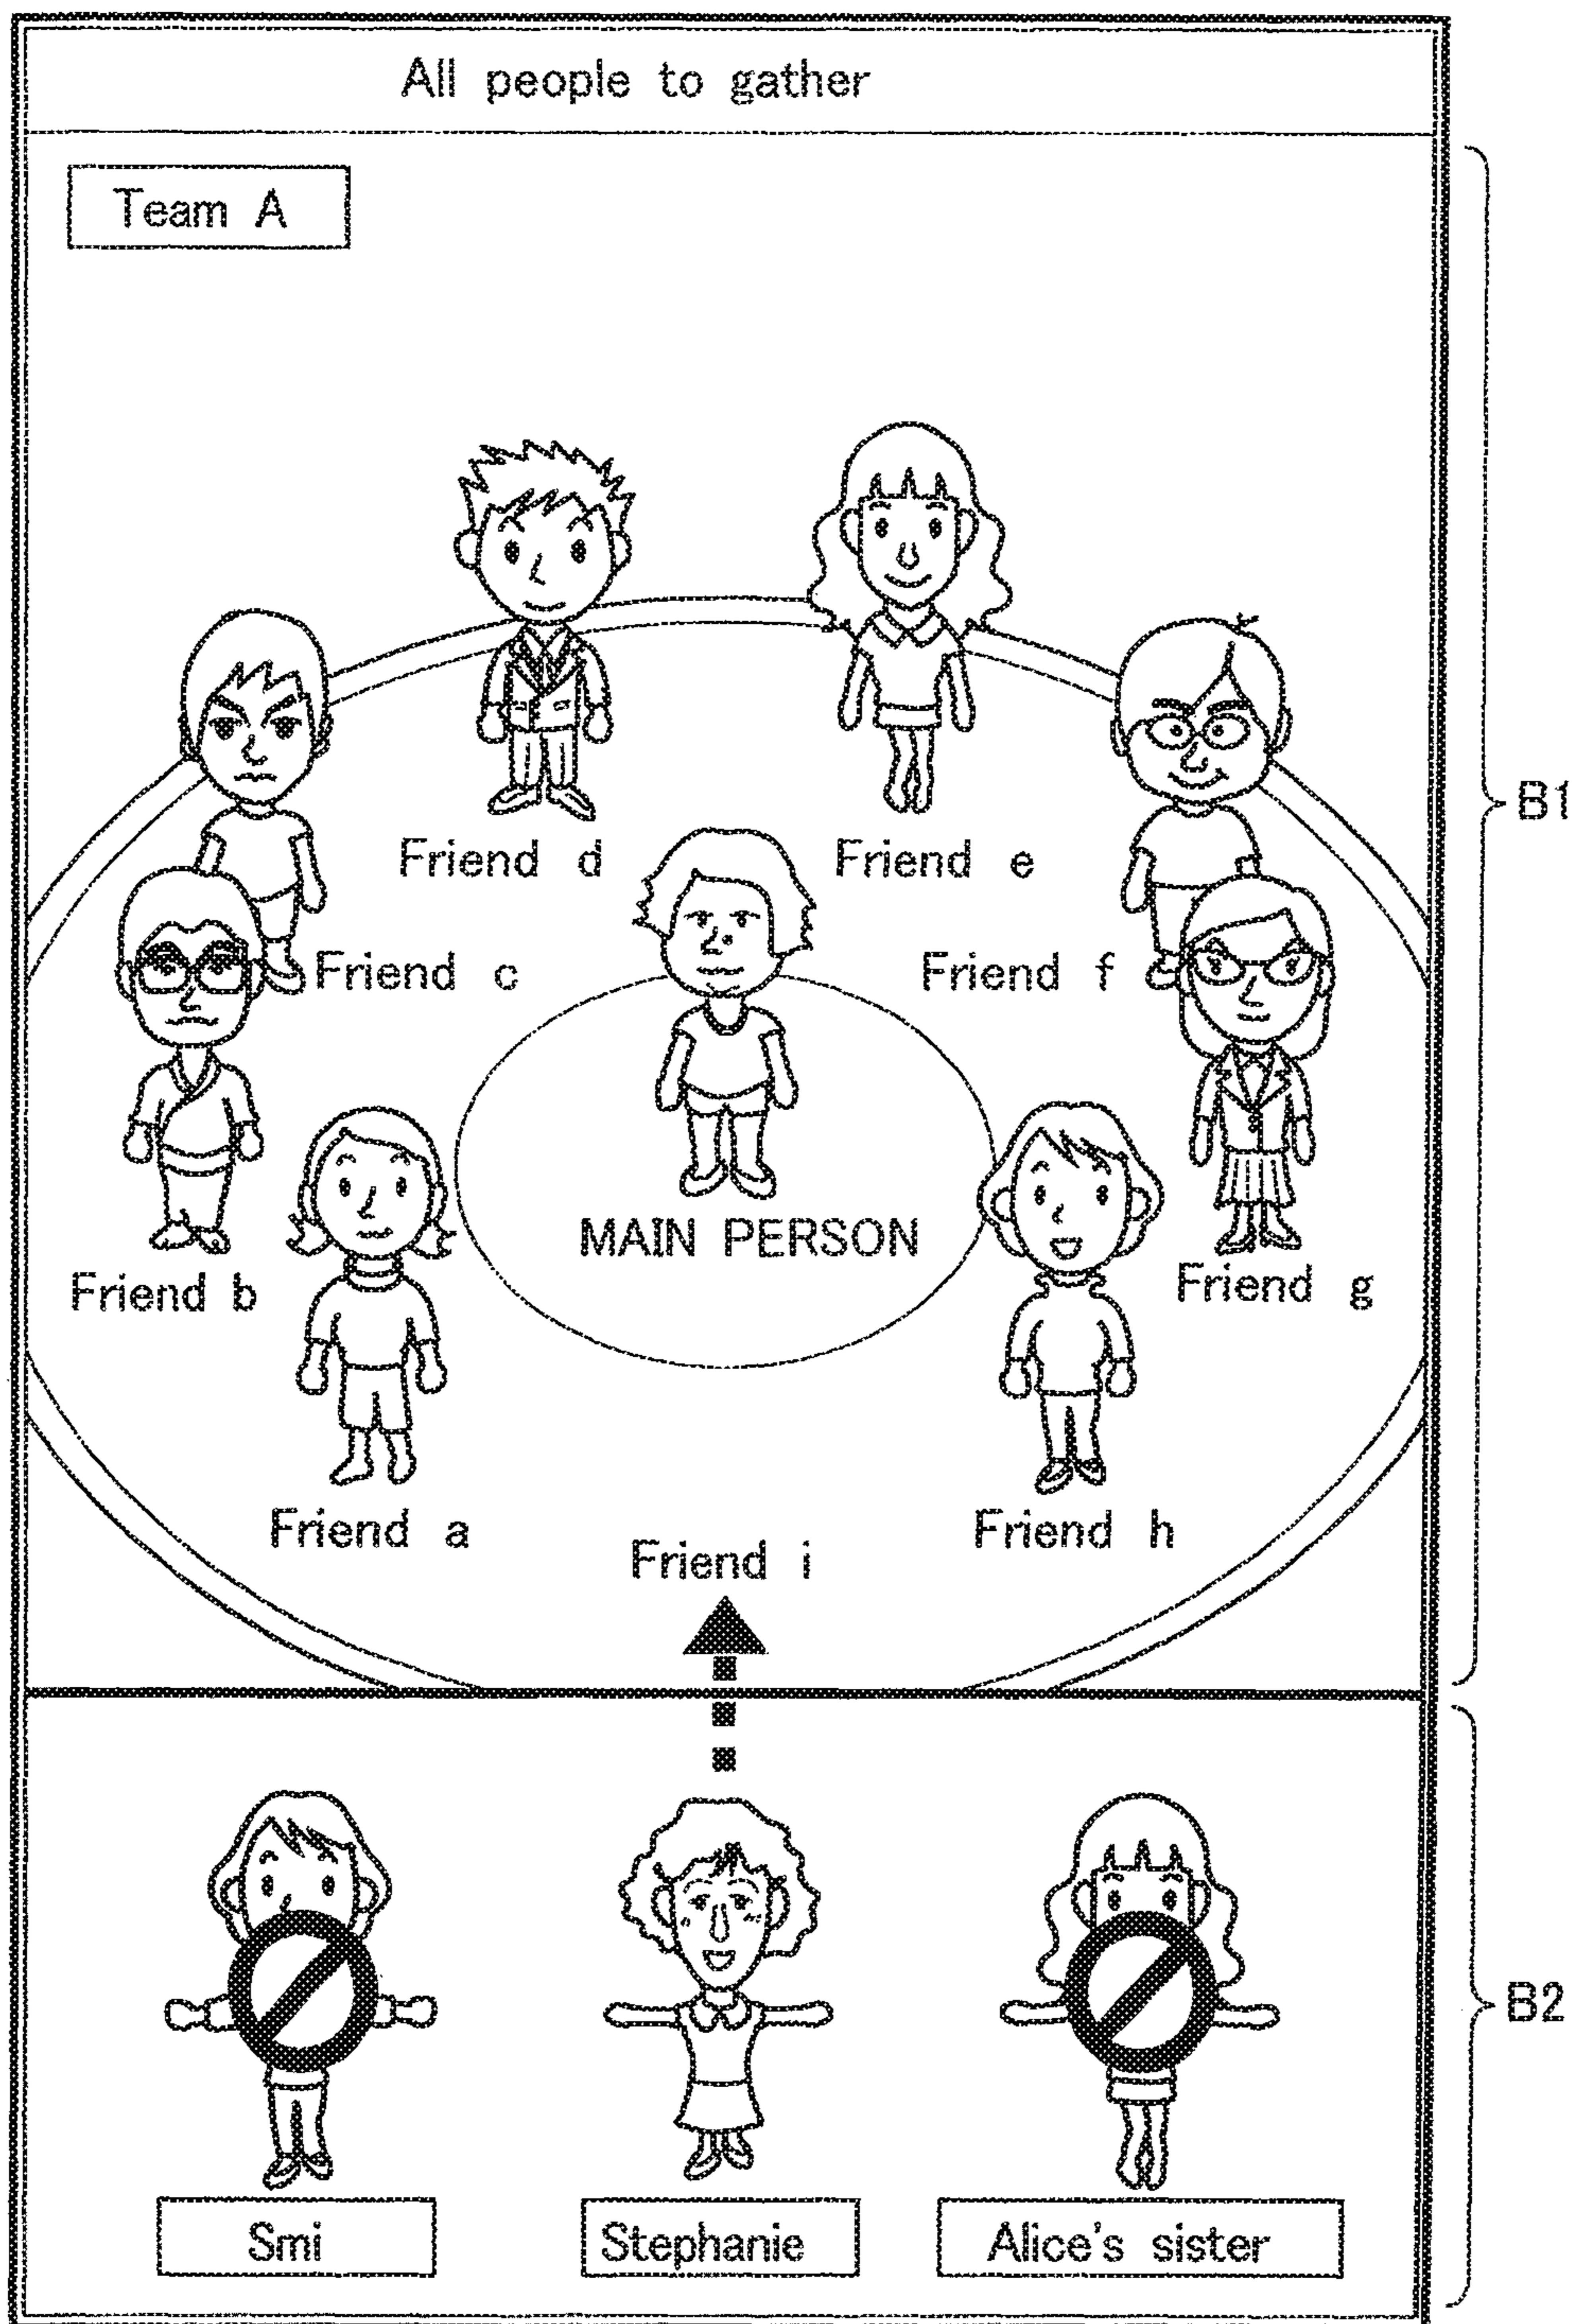 All people to gather
Team A
B1
Friend d
Friend e
Friend c
Friend f
MAIN PERSON
Friend b
Friend g
Friend a
Friend h
Friend i
B2
Smi
Stephanie
Alice's sister